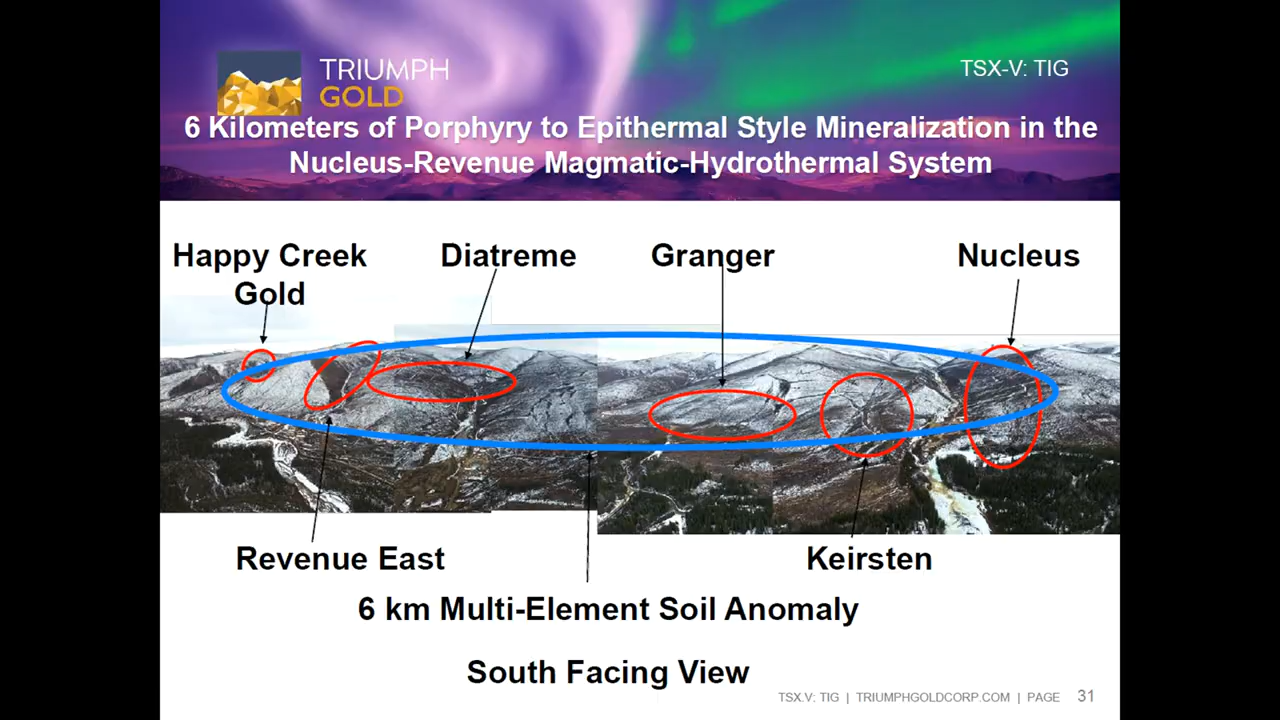 TRIUMPH
GOLD
TSX-V: TIG
6 Kilometers of Porphyry to Epithermal Style Mineralization in the
Nucleus-Revenue Magmatic-Hydrothermal System
Happy Creek
Gold
Diatreme
Granger
Nucleus
Revenue East
Keirsten
6 km Multi-Element Soil Anomaly
South Facing View
TSX.V: TIG | TRIUMPHGOLDCORP.COM | PAGE 31